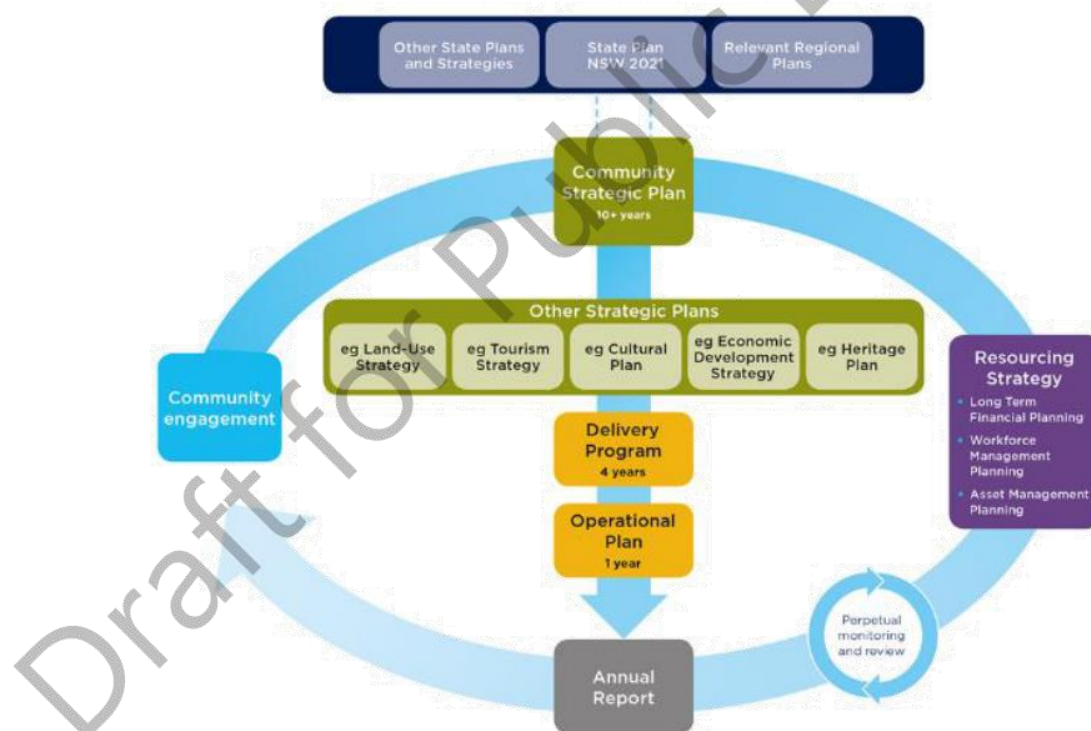 Other State Plans
and Strategies
State Plan
NSW 2021
Relevant Regional
Plans
Community
Strategic Plan
10+ years
Other Strategic Plans
eg Land-Use
Strategy
eg Tourism
Strategy
eg Cultural
Plan
eg Economic
Development
Strategy
eg Heritage
Plan
Community
engagement
Resourcing
Strategy
• Long Term
Financial Planning
• Workforce
Management
Planning
• Asset Management
Planning
Delivery
Program
4 years
Operational
Plan
1 year
Perpetual
monitoring
and review
Annual
Report
Draft for Public